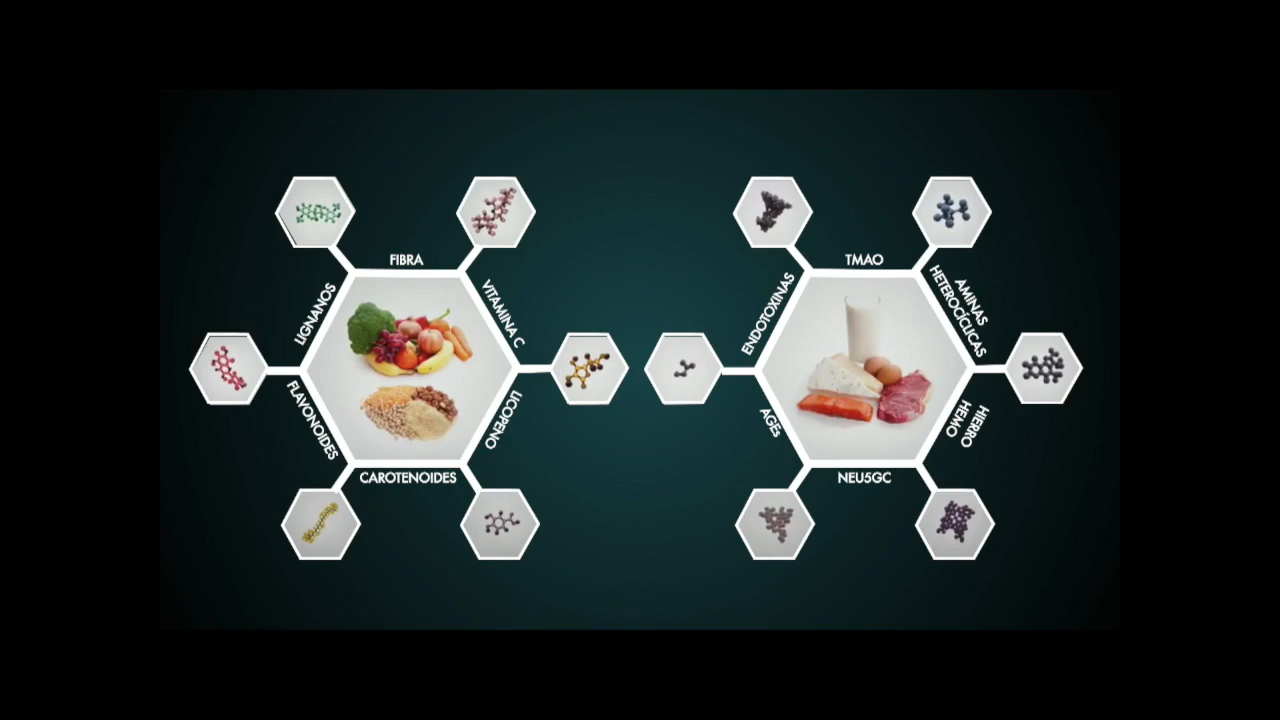 FIBRA
VITAMINA C
LICOPENO
CAROTENOIDES
FLAVONOIDES
LIGNANOS
TMAO
AMINAS
HETEROCÍCLICAS
HIERRO
HEMO
NEU5GC
AGEs
ENDOTOXINAS